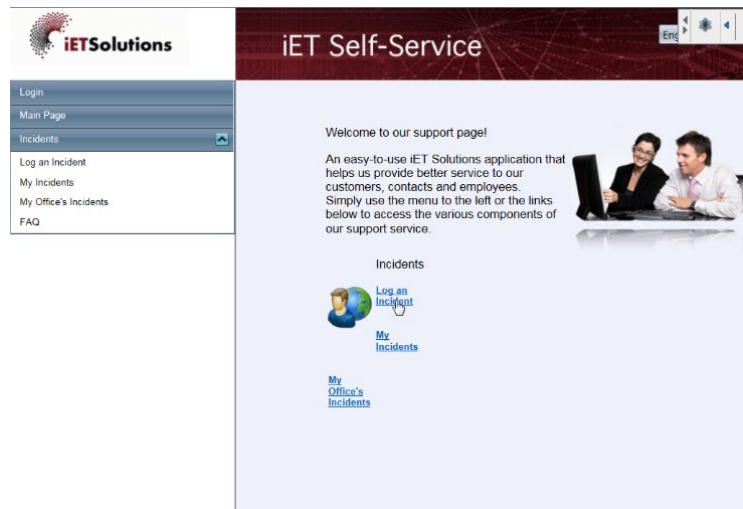 iETSolutions
iET Self-Service
Eng
Login
Main Page
Incidents
Log an Incident
My Incidents
My Office's Incidents
FAQ
Welcome to our support page!
An easy-to-use iET Solutions application that
helps us provide better service to our
customers, contacts and employees.
Simply use the menu to the left or the links
below to access the various components of
our support service.
Incidents
Log an
Incident
My
Incidents
My
Office's
Incidents